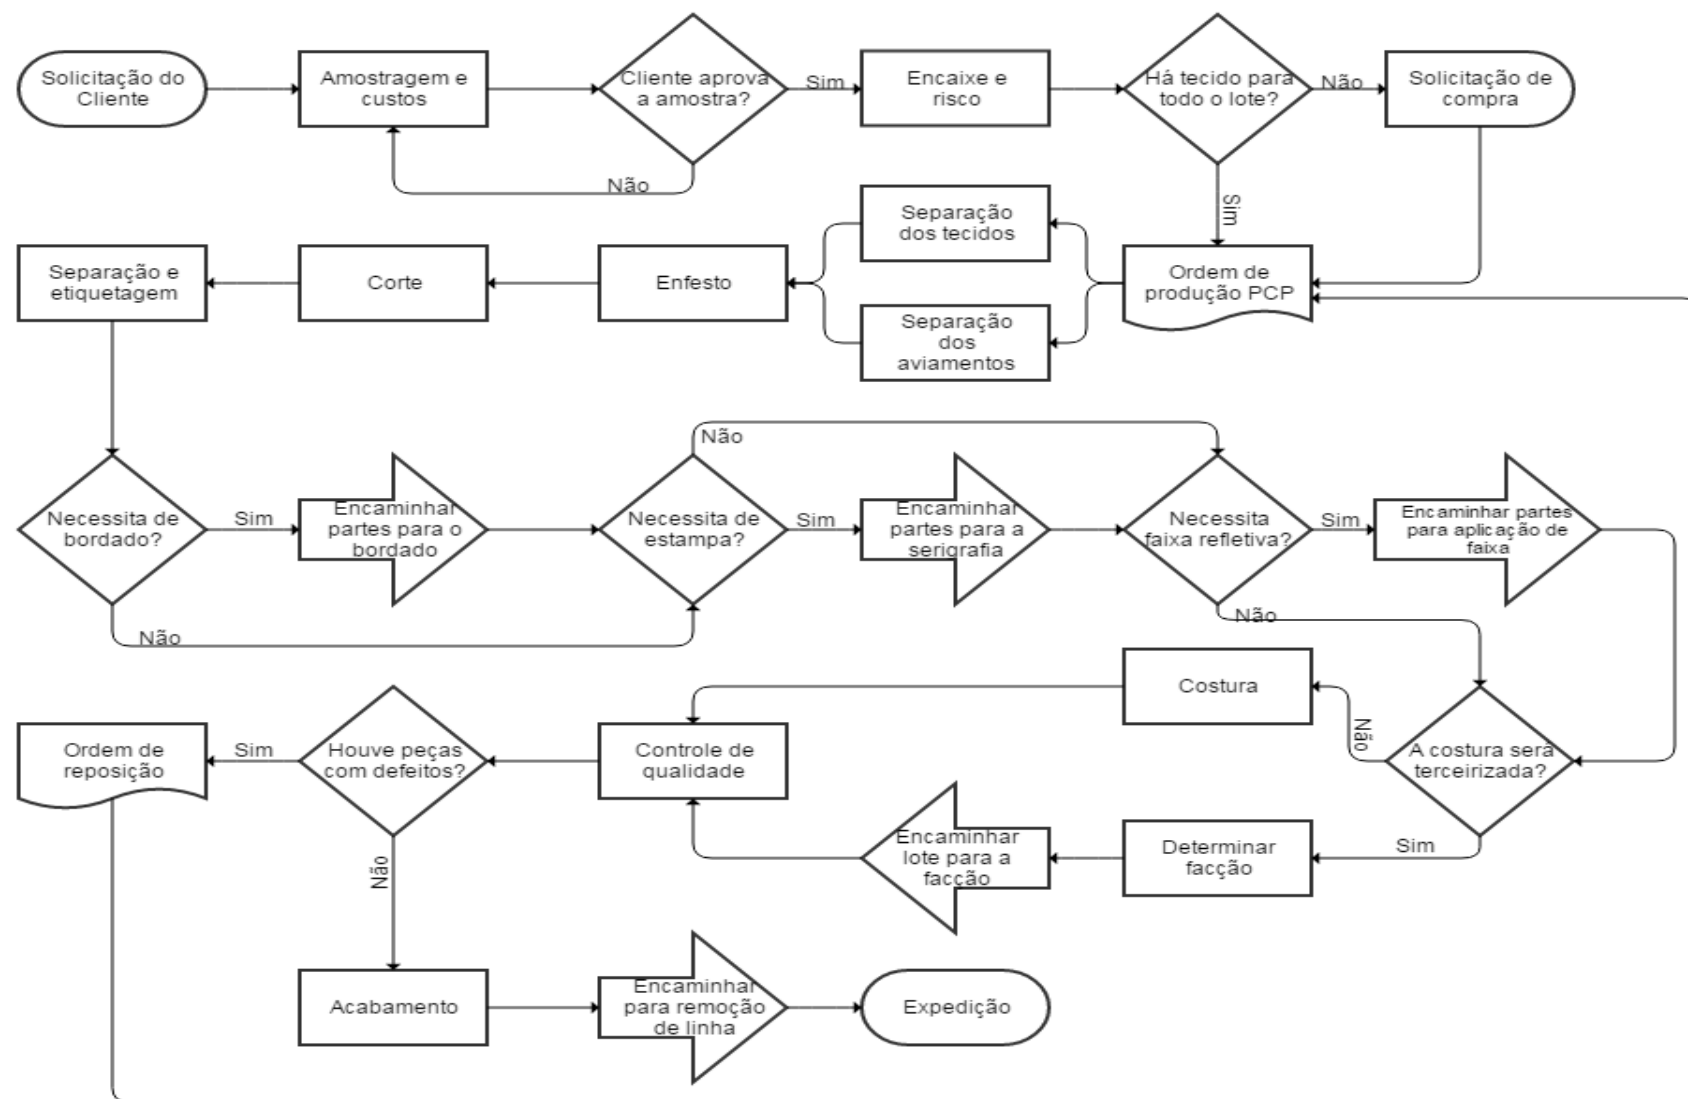 Solicitação do
Cliente
Amostragem e
custos
Cliente aprova
a amostra?
Sim
Encaixe e
risco
Há tecido para
todo o lote?
Não
Solicitação de
compra
Não
Sim
Separação
dos tecidos
Separação e
etiquetagem
Corte
Enfesto
Ordem de
produção PCP
Separação
dos
aviamentos
Não
Necessita de
bordado?
Sim
Encaminhar
partes para o
bordado
Necessita de
estampa?
Sim
Encaminhar
partes para a
serigrafia
Necessita
faixa refletiva?
Sim
Encaminhar partes
para aplicação de
faixa
Não
Não
Costura
Não
Ordem de
reposição
Sim
Houve peças
com defeitos?
Controle de
qualidade
A costura será
terceirizada?
Não
Encaminhar
lote para a
facção
Determinar
facção
Sim
Acabamento
Encaminhar
para remoção
de linha
Expedição